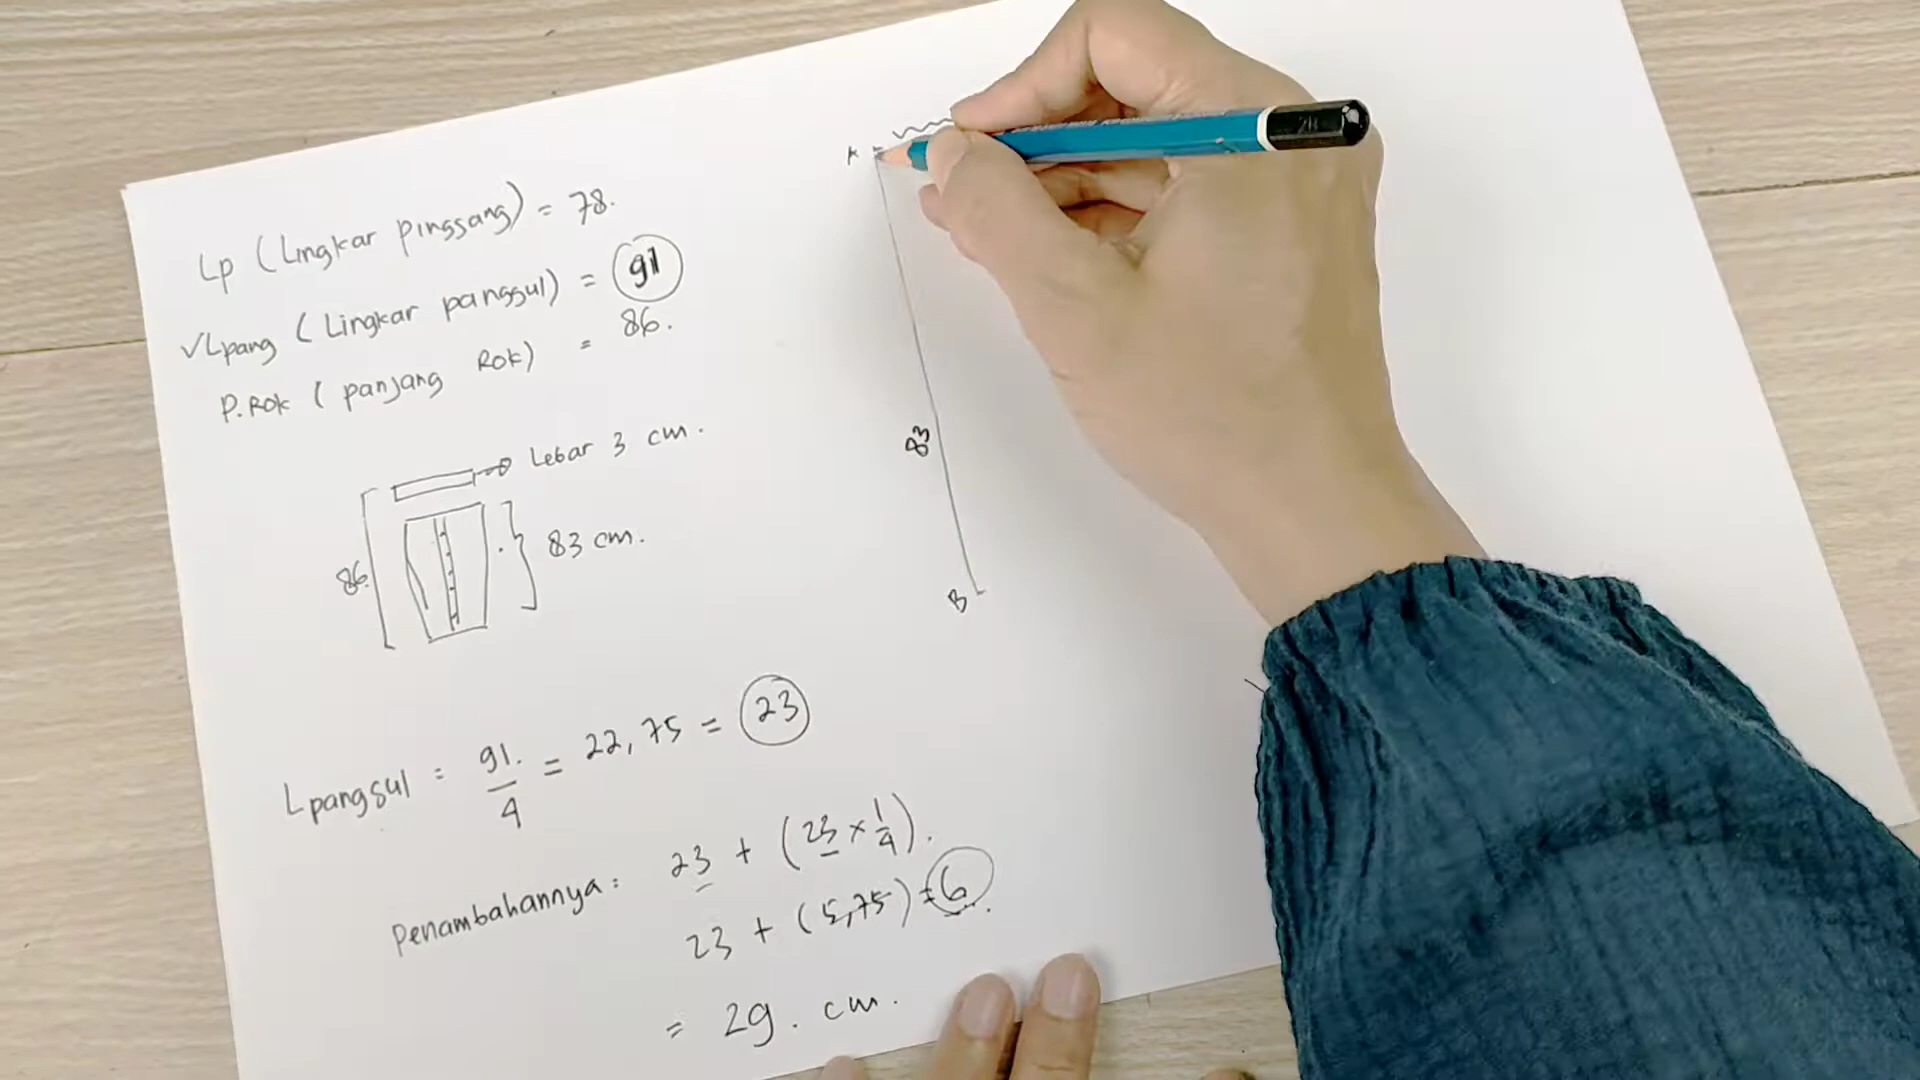 Lp (Lingkar pinggang) = 78.
✓Lpang (Lingkar panggul) = 91
P.Rok (panjang Rok) = 86.
Lebar 3 cm.
86.
83 cm.
Lpanggul = 91. / 4 = 22,75 = 23
Penambahannya: 23 + (23 x 1/4).
23 + (5,75) = 6
= 29. cm.
A
83
B
2B